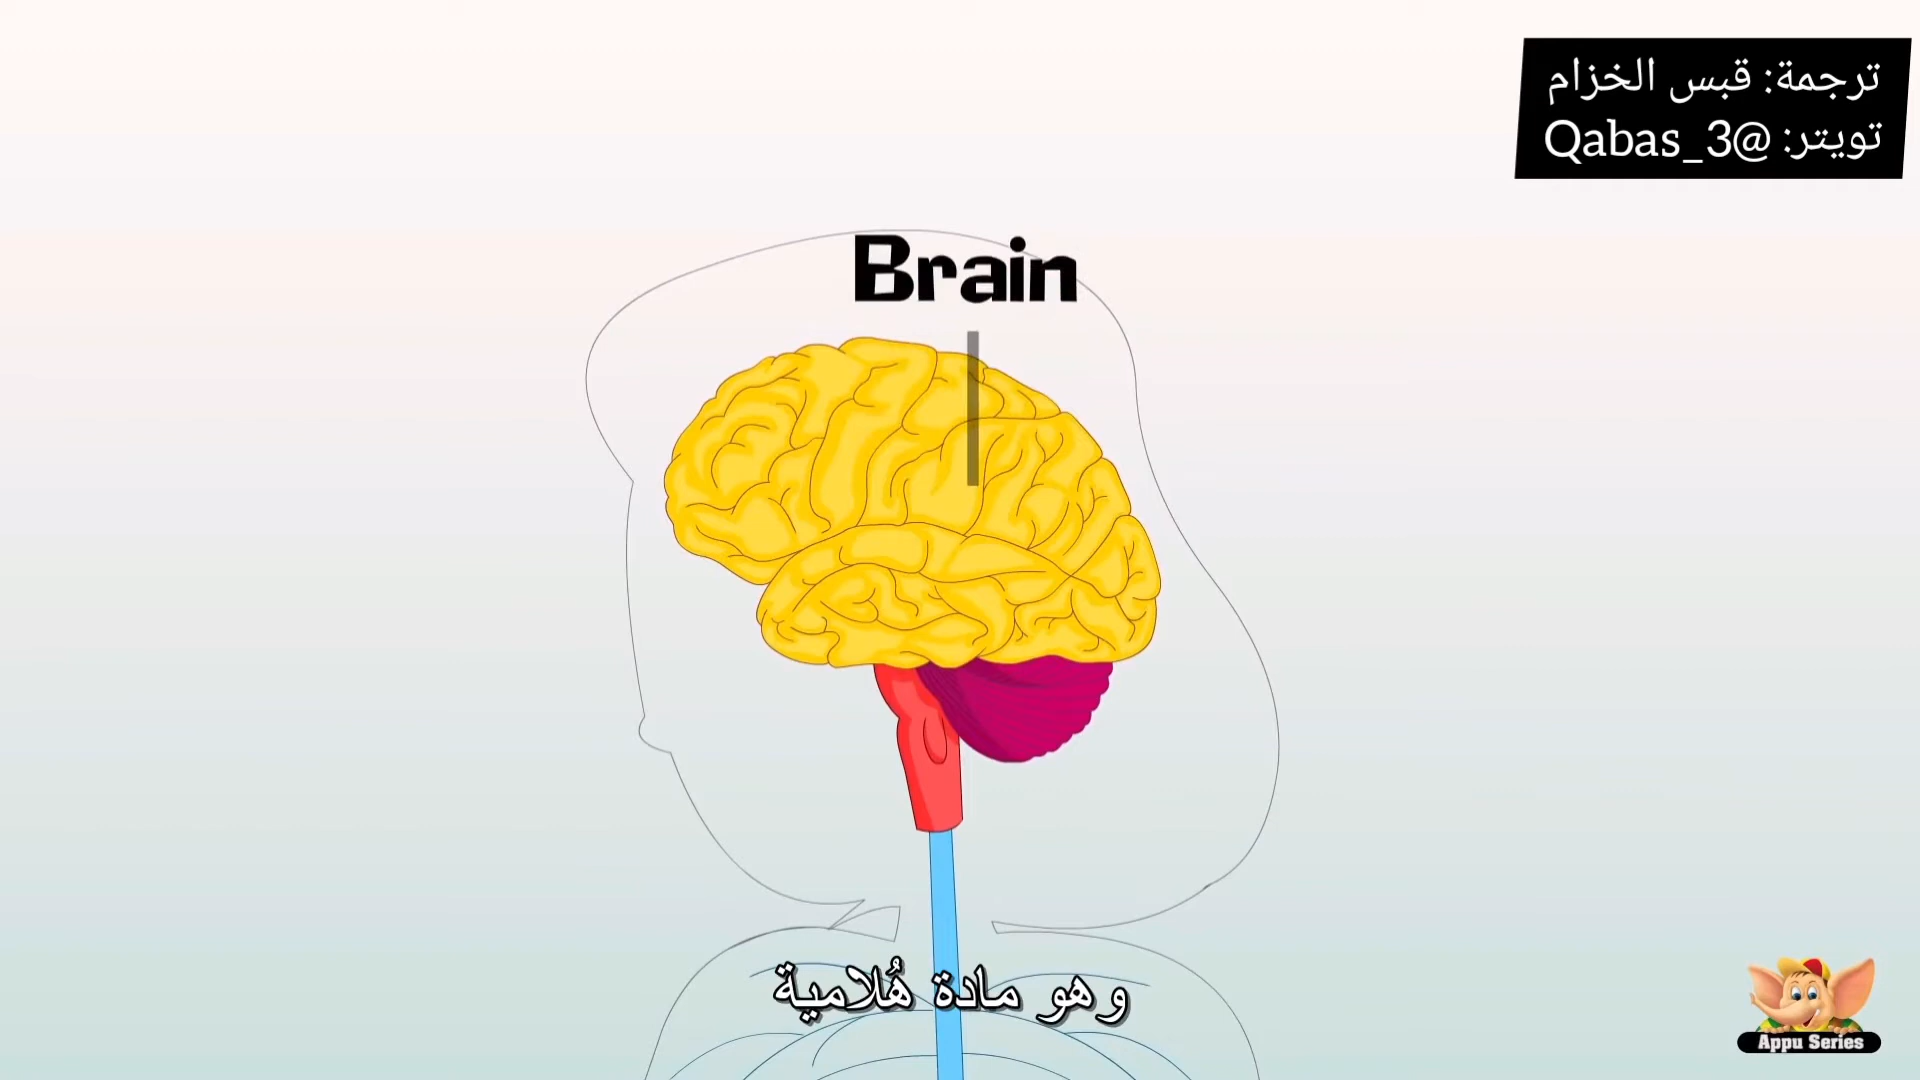 ترجمة: قبس الخزام
تويتر: @Qabas_3
Brain
وهو مادة هُلامية
Appu Series